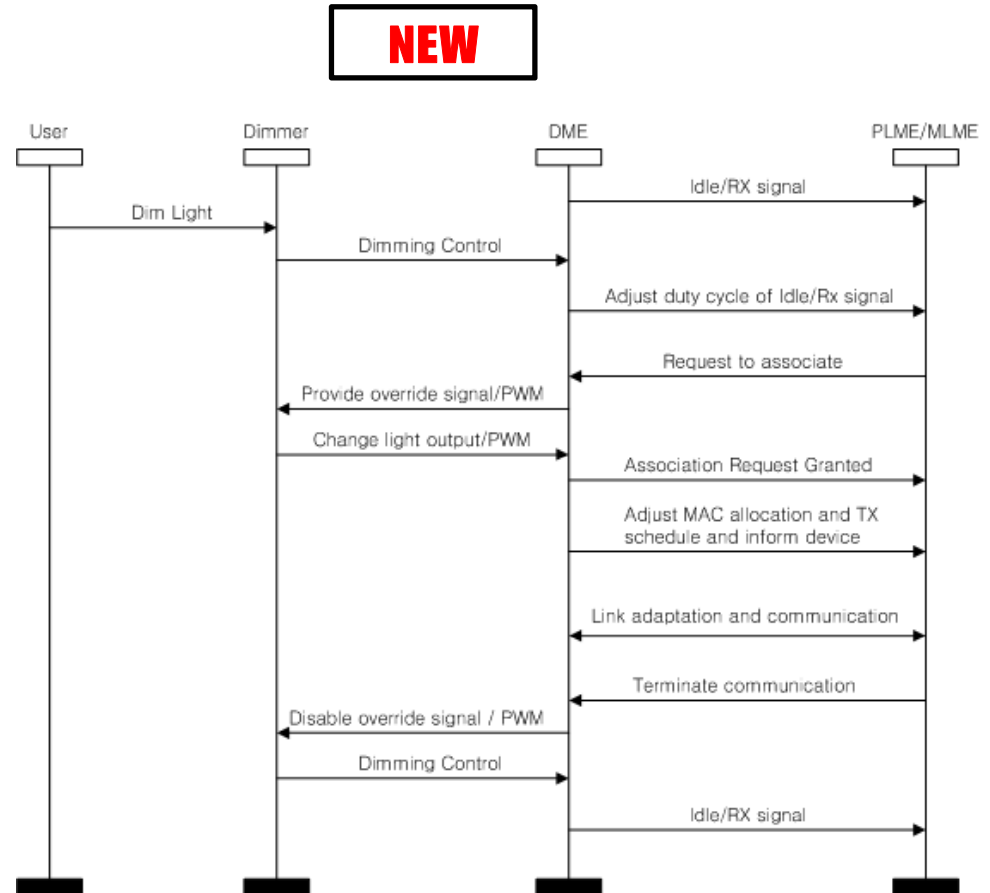 NEW
User
Dimmer
DME
PLME/MLME
Idle/RX signal
Dim Light
Dimming Control
Adjust duty cycle of Idle/Rx signal
Request to associate
Provide override signal/PWM
Change light output/PWM
Association Request Granted
Adjust MAC allocation and TX
schedule and inform device
Link adaptation and communication
Terminate communication
Disable override signal / PWM
Dimming Control
Idle/RX signal